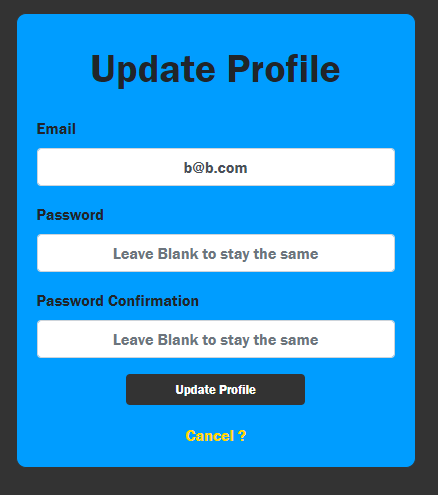 Update Profile
Email
b@b.com
Password
Leave Blank to stay the same
Password Confirmation
Leave Blank to stay the same
Update Profile
Cancel ?